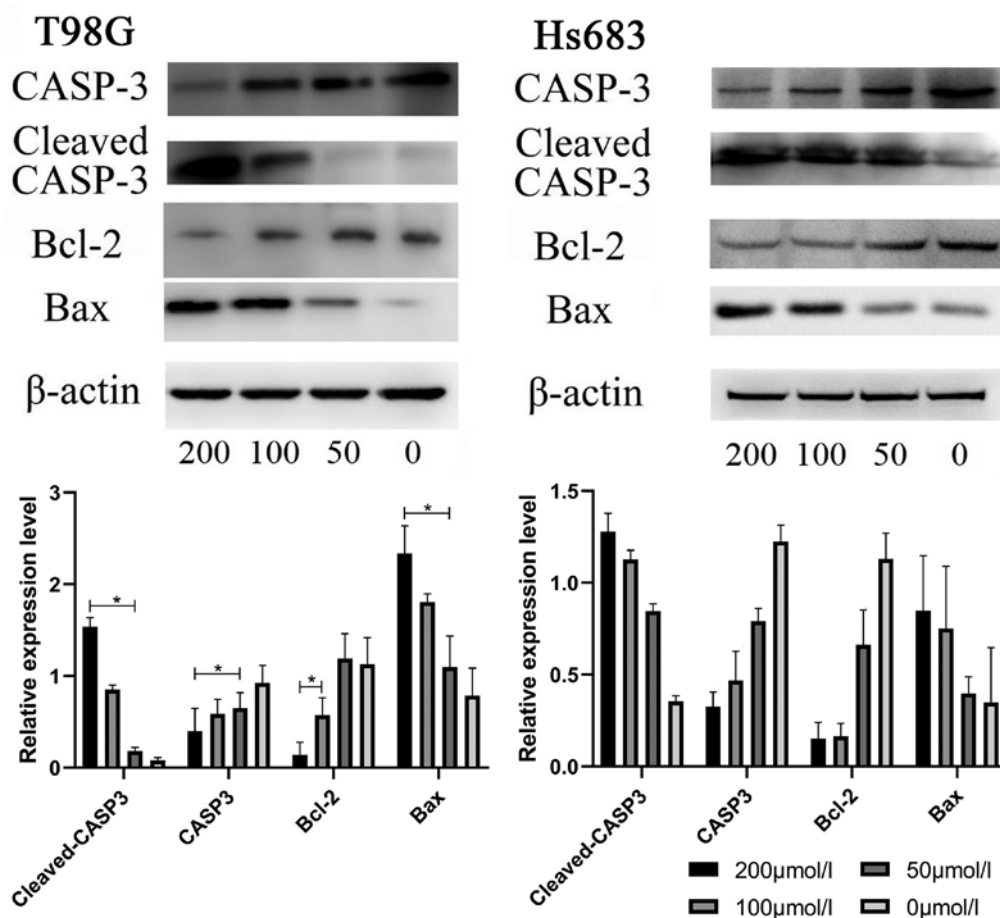 T98G
CASP-3
Cleaved
CASP-3
Bcl-2
Bax
β-actin
200 100 50 0
Hs683
CASP-3
Cleaved
CASP-3
Bcl-2
Bax
β-actin
200 100 50 0
Relative expression level
3
2
1
0
*
*
*
*
Cleaved-CASP3
CASP3
Bcl-2
Bax
Relative expression level
1.5
1.0
0.5
0.0
Cleaved-CASP3
CASP3
Bcl-2
Bax
200μmol/l
50μmol/l
100μmol/l
0μmol/l